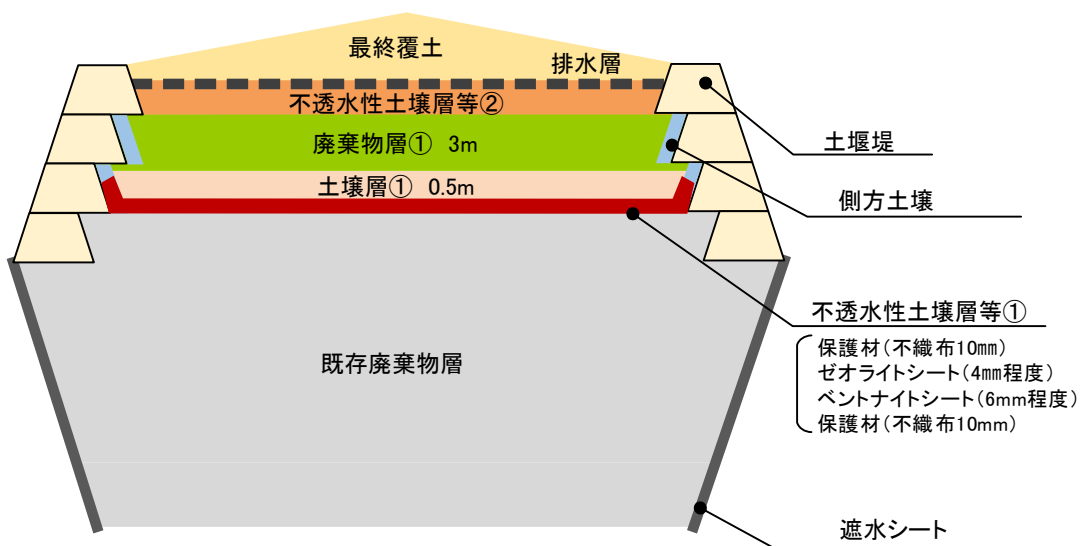 最終覆土
排水層
不透水性土壌層等②
廃棄物層① 3m
土壌層① 0.5m
既存廃棄物層
土堰堤
側方土壌
不透水性土壌層等①
保護材(不織布10㎜)
ゼオライトシート(4㎜程度)
ベントナイトシート(6mm程度)
保護材(不織布10mm)
遮水シート